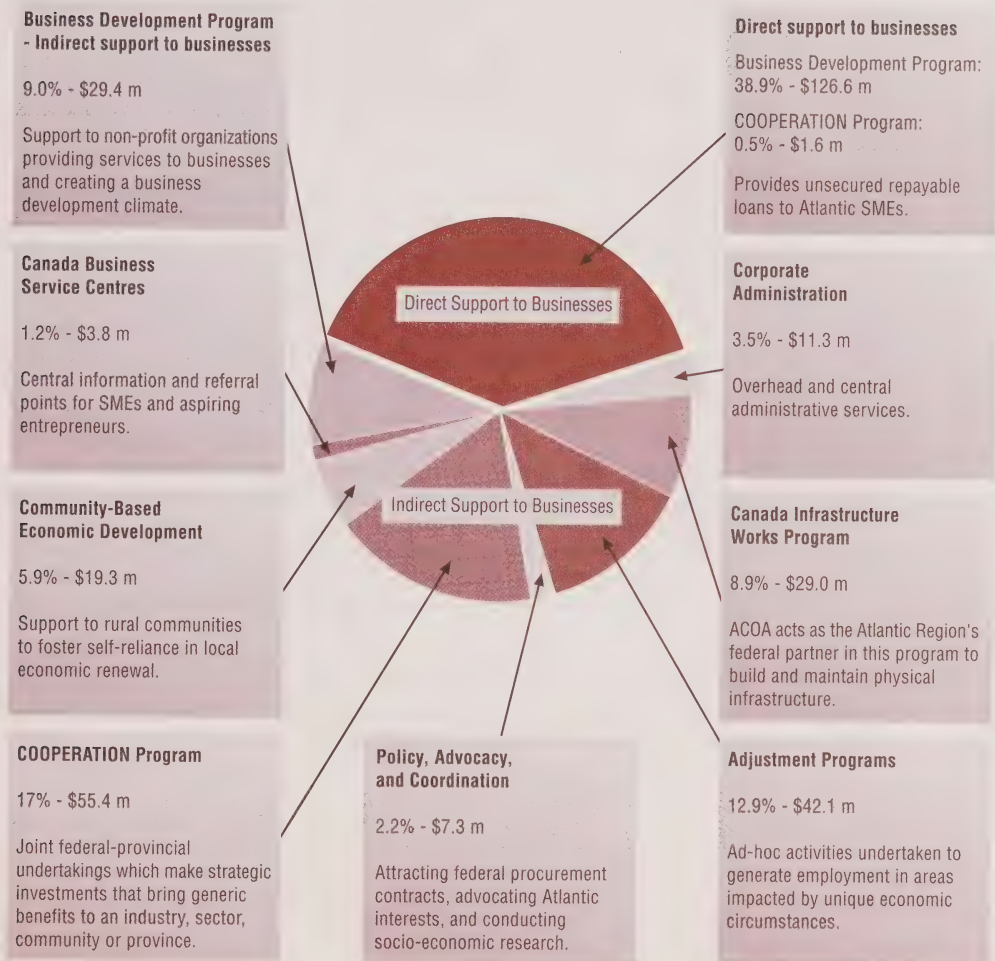 Business Development Program
- Indirect support to businesses
9.0% - $29.4 m
Support to non-profit organizations
providing services to businesses
and creating a business
development climate.
Canada Business
Service Centres
1.2% - $3.8 m
Central information and referral
points for SMEs and aspiring
entrepreneurs.
Community-Based
Economic Development
5.9% - $19.3 m
Support to rural communities
to foster self-reliance in local
economic renewal.
COOPERATION Program
17% - $55.4 m
Joint federal-provincial
undertakings which make strategic
investments that bring generic
benefits to an industry, sector,
community or province.
Direct Support to Businesses
Indirect Support to Businesses
Policy, Advocacy,
and Coordination
2.2% - $7.3 m
Attracting federal procurement
contracts, advocating Atlantic
interests, and conducting
socio-economic research.
Direct support to businesses
Business Development Program:
38.9% - $126.6 m
COOPERATION Program:
0.5% - $1.6 m
Provides unsecured repayable
loans to Atlantic SMEs.
Corporate
Administration
3.5% - $11.3 m
Overhead and central
administrative services.
Canada Infrastructure
Works Program
8.9% - $29.0 m
ACOA acts as the Atlantic Region's
federal partner in this program to
build and maintain physical
infrastructure.
Adjustment Programs
12.9% - $42.1 m
Ad-hoc activities undertaken to
generate employment in areas
impacted by unique economic
circumstances.